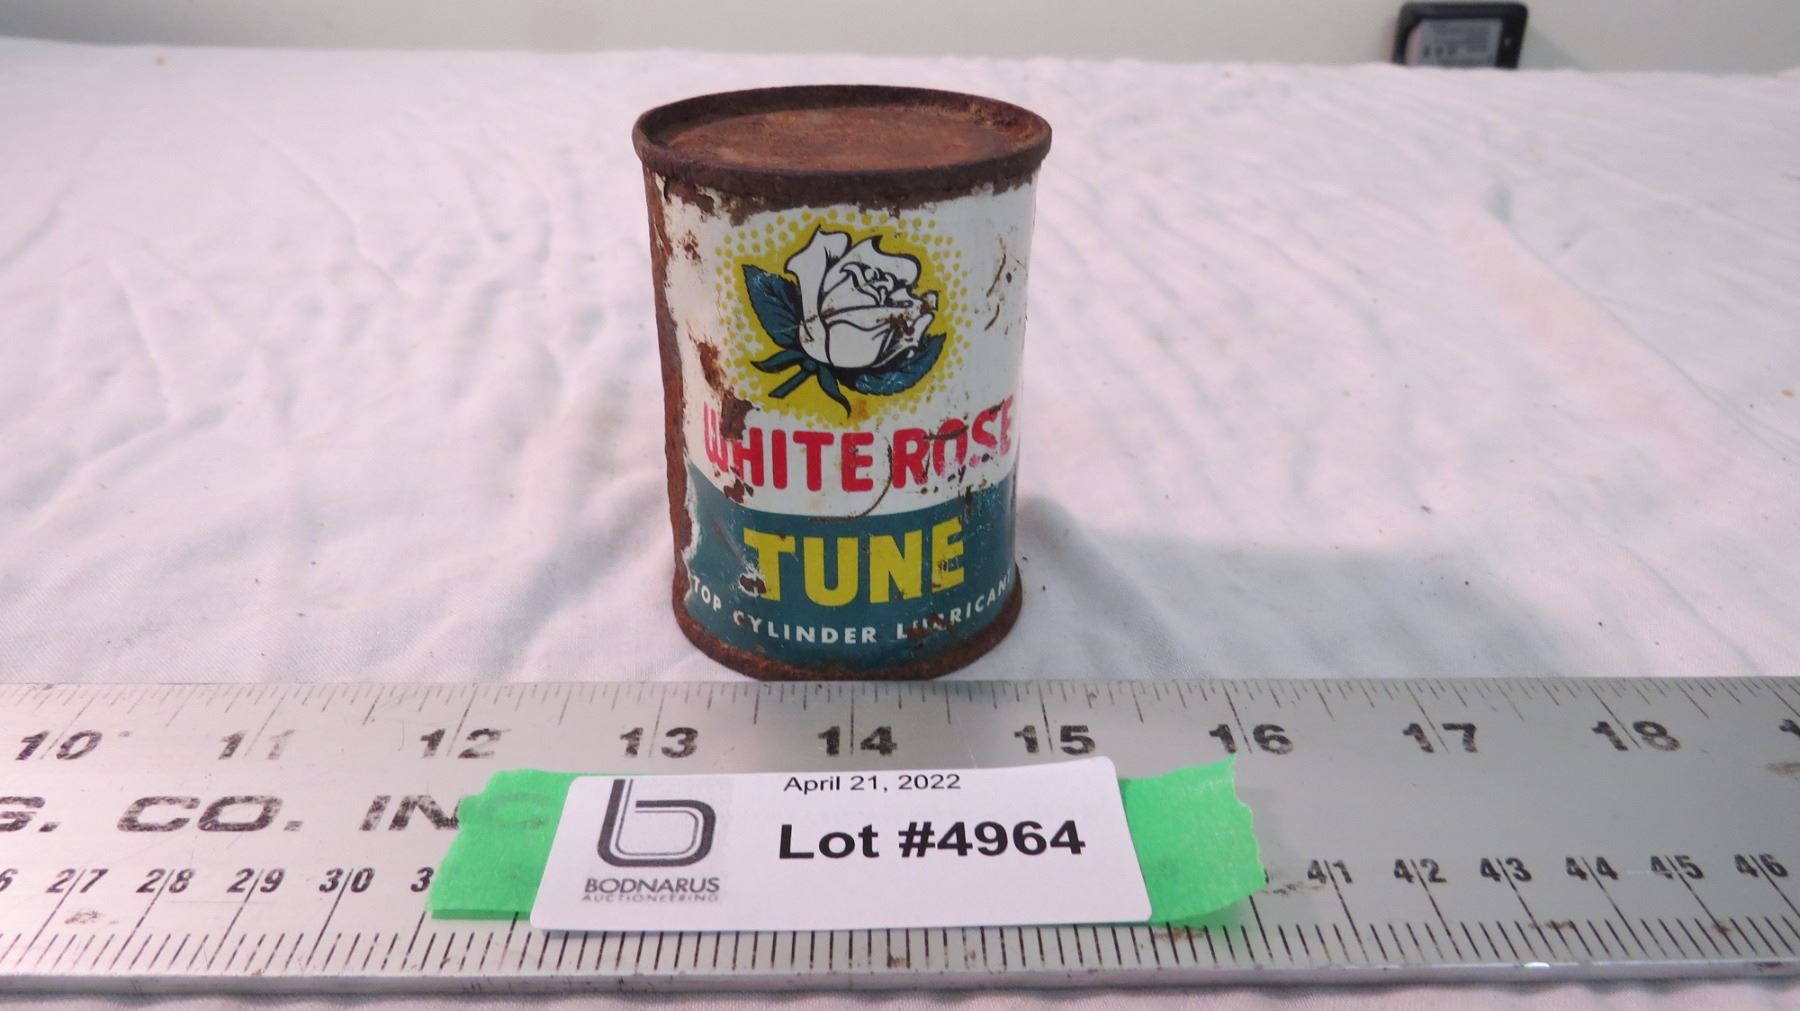 WHITE ROSE
TUNE
TOP CYLINDER LUBRICANT
10 11 12 13 14 15 16 17 18
S. CO. INC
April 21, 2022
Lot #4964
BODNARUS
AUCTIONEERING
27 28 29 30 41 42 43 44 45 46